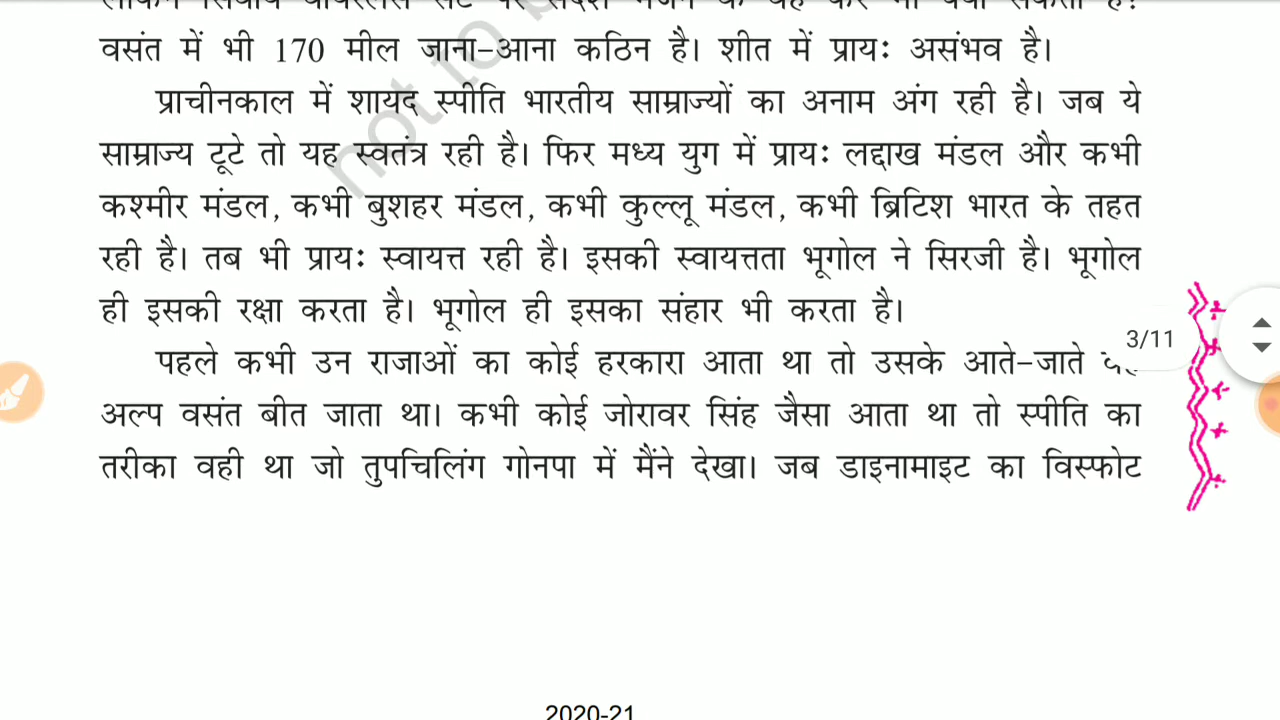 वसंत में भी 170 मील जाना-आना कठिन है। शीत में प्रायः असंभव है।
प्राचीनकाल में शायद स्पीति भारतीय साम्राज्यों का अनाम अंग रही है। जब ये
साम्राज्य टूटे तो यह स्वतंत्र रही है। फिर मध्य युग में प्रायः लद्दाख मंडल और कभी
कश्मीर मंडल, कभी बुशहर मंडल, कभी कुल्लू मंडल, कभी ब्रिटिश भारत के तहत
रही है। तब भी प्रायः स्वायत्त रही है। इसकी स्वायत्तता भूगोल ने सिरजी है। भूगोल
ही इसकी रक्षा करता है। भूगोल ही इसका संहार भी करता है।
3/11
पहले कभी उन राजाओं का कोई हरकारा आता था तो उसके आते-जाते
अल्प वसंत बीत जाता था। कभी कोई जोरावर सिंह जैसा आता था तो स्पीति का
तरीका वही था जो तुपचिलिंग गोनपा में मैंने देखा। जब डाइनामाइट का विस्फोट
not to b
2020-21